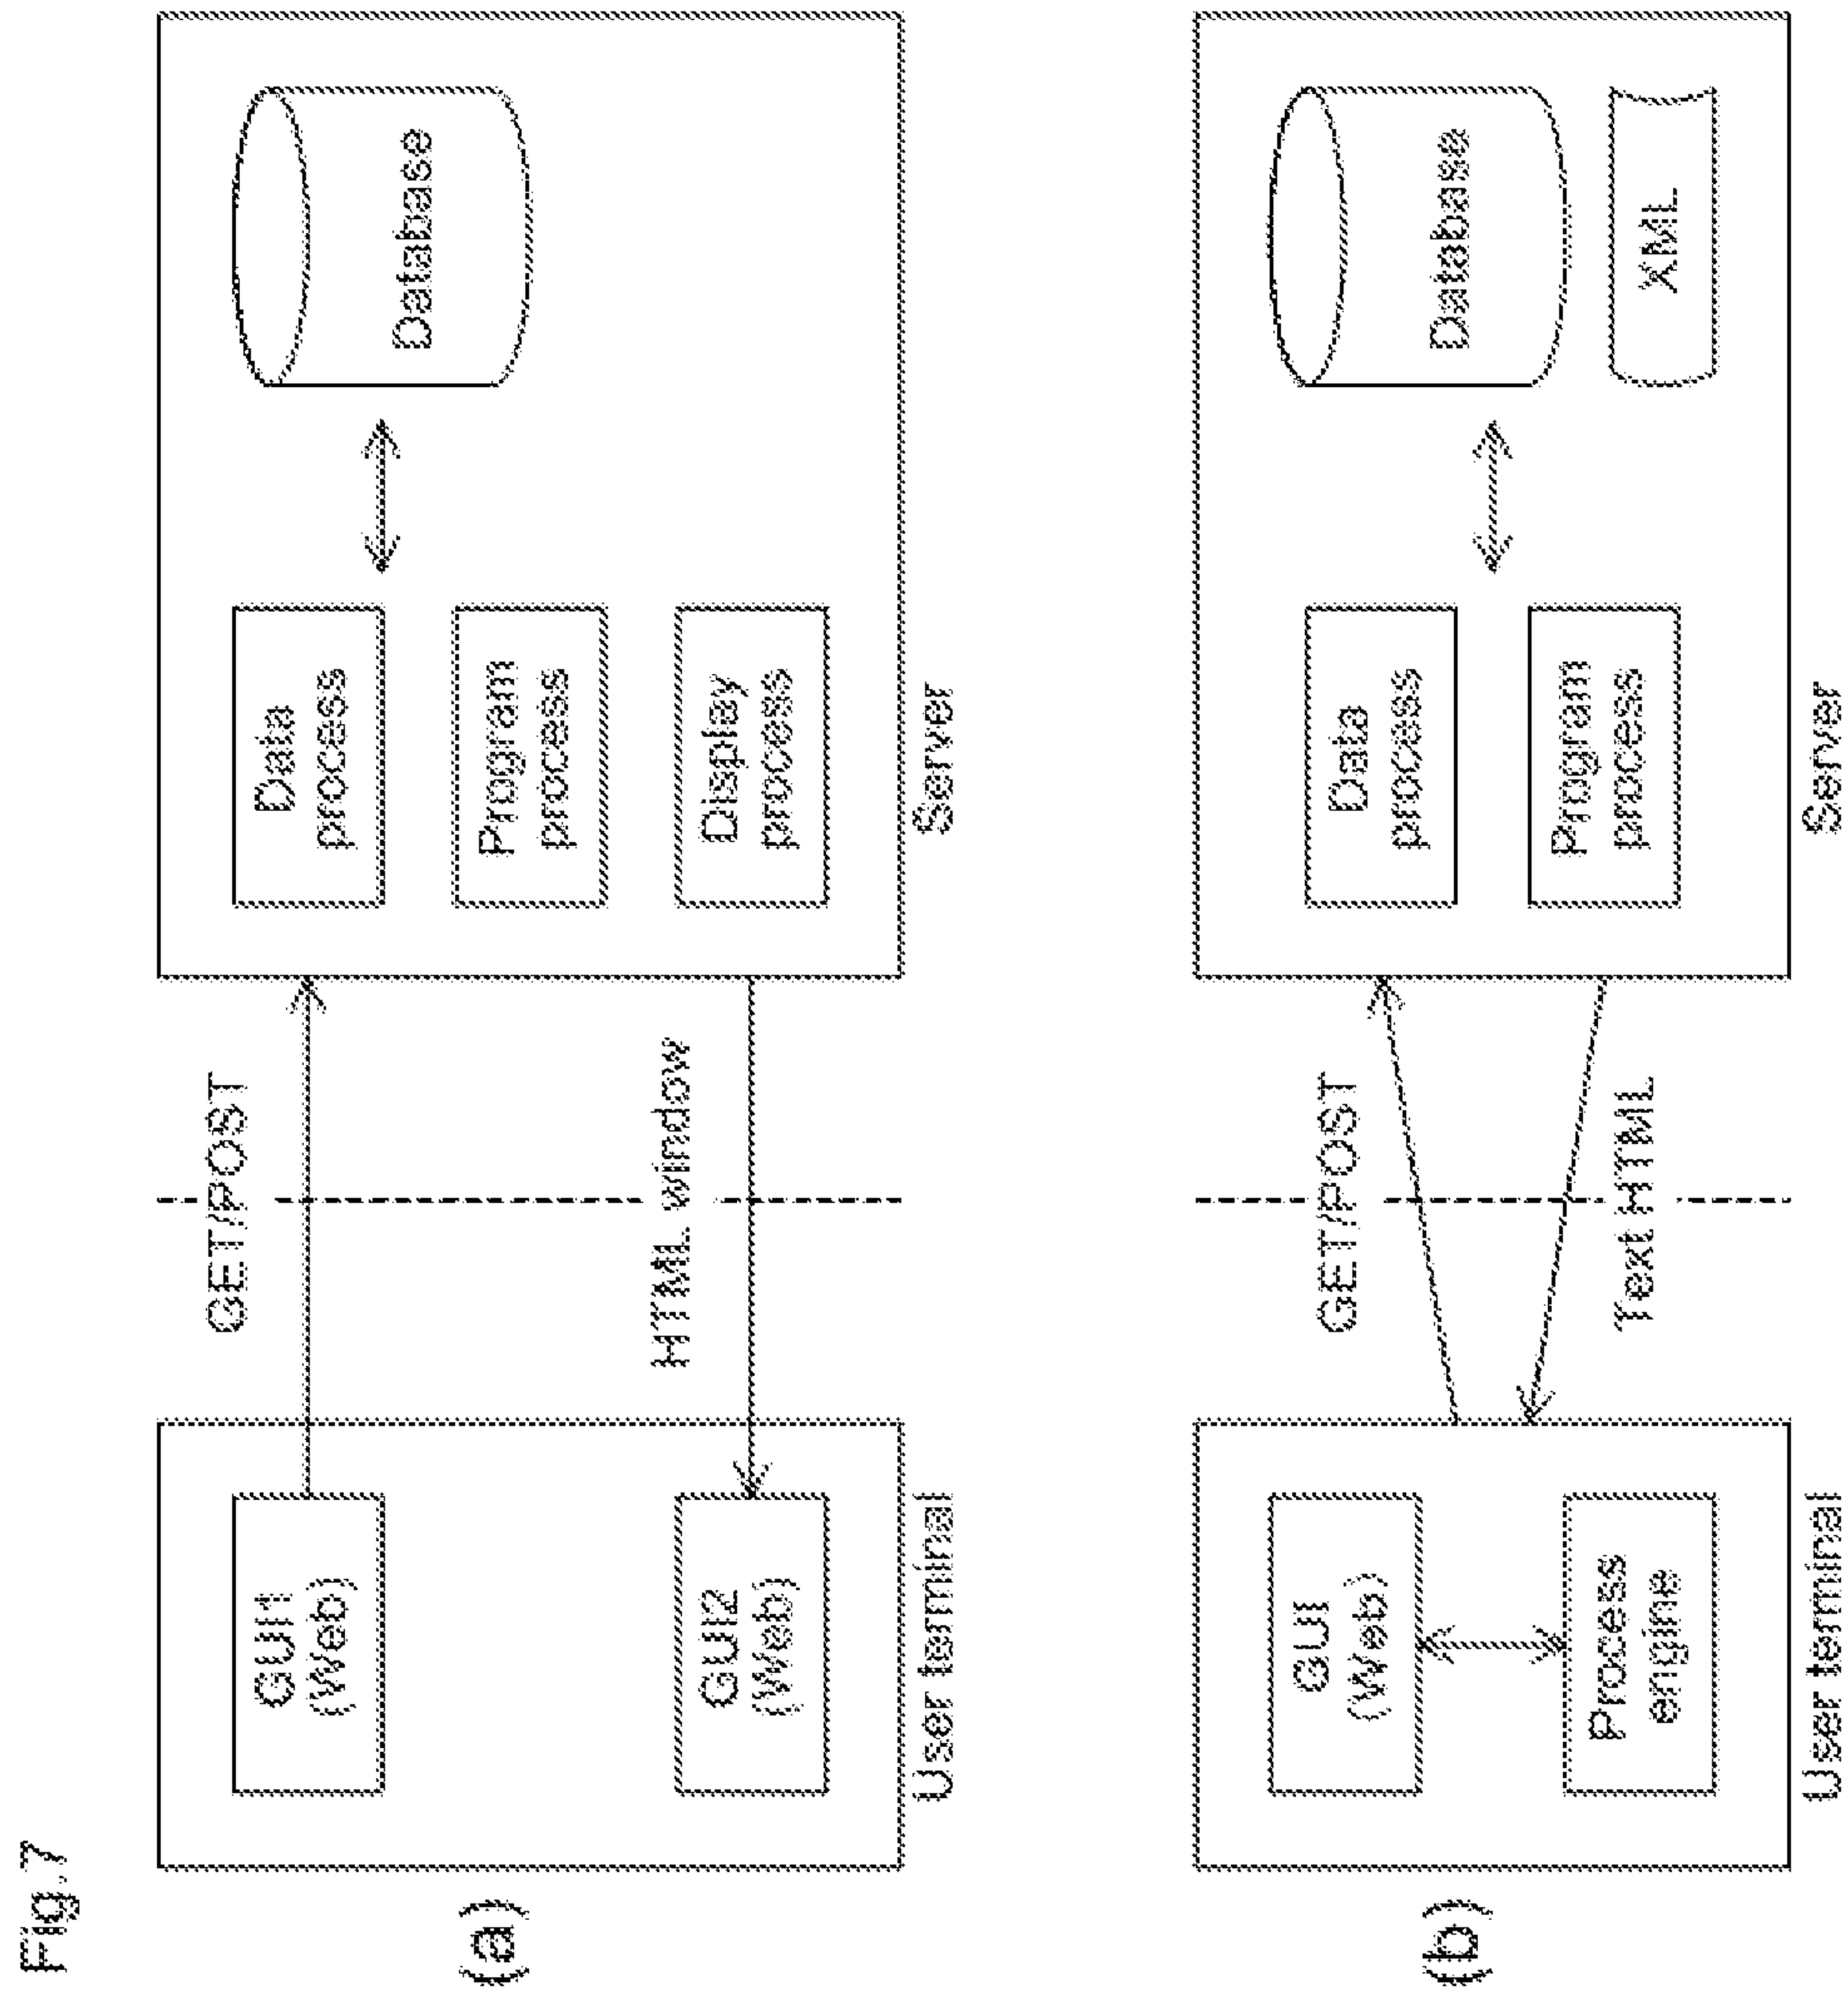 Fig.7
(a)
GUI1
(Web)
GUI2
(Web)
User terminal
GET/POST
HTML window
Data
process
Program
process
Display
process
Database
Server
(b)
GUI
(Web)
Process
engine
User terminal
GET/POST
Text HTML
Data
process
Program
process
Database
XML
Server